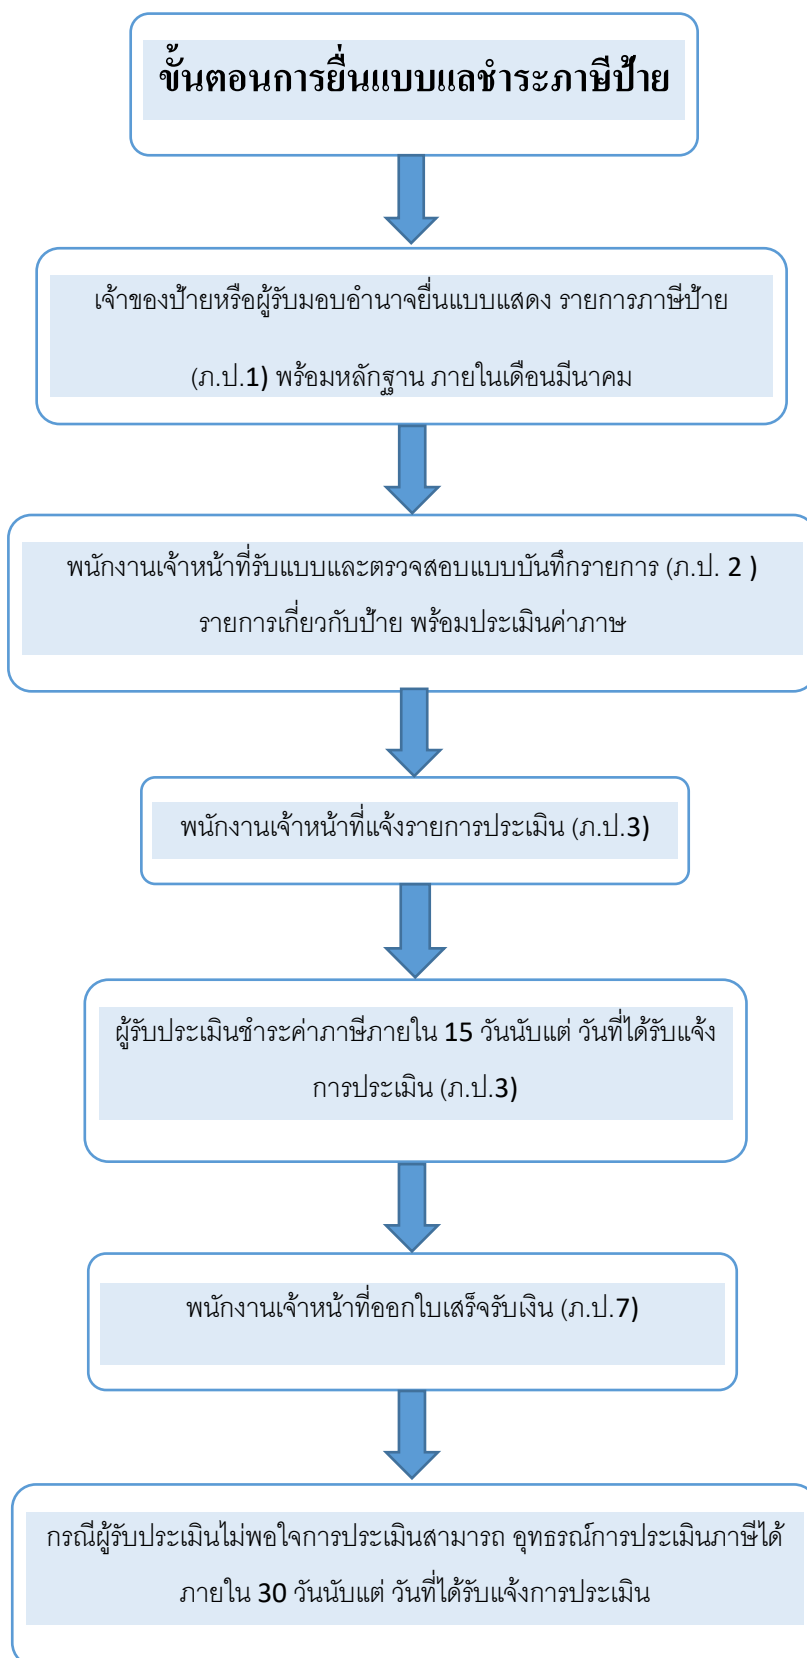 ขั้นตอนการยื่นแบบแลชำระภาษีป้าย
เจ้าของป้ายหรือผู้รับมอบอำนาจยื่นแบบแสดง รายการภาษีป้าย
(ภ.ป.1) พร้อมหลักฐาน ภายในเดือนมีนาคม
พนักงานเจ้าหน้าที่รับแบบและตรวจสอบแบบบันทึกรายการ (ภ.ป. 2 )
รายการเกี่ยวกับป้าย พร้อมประเมินค่าภาษ
พนักงานเจ้าหน้าที่แจ้งรายการประเมิน (ภ.ป.3)
ผู้รับประเมินชำระค่าภาษีภายใน 15 วันนับแต่ วันที่ได้รับแจ้ง
การประเมิน (ภ.ป.3)
พนักงานเจ้าหน้าที่ออกใบเสร็จรับเงิน (ภ.ป.7)
กรณีผู้รับประเมินไม่พอใจการประเมินสามารถ อุทธรณ์การประเมินภาษีได้
ภายใน 30 วันนับแต่ วันที่ได้รับแจ้งการประเมิน